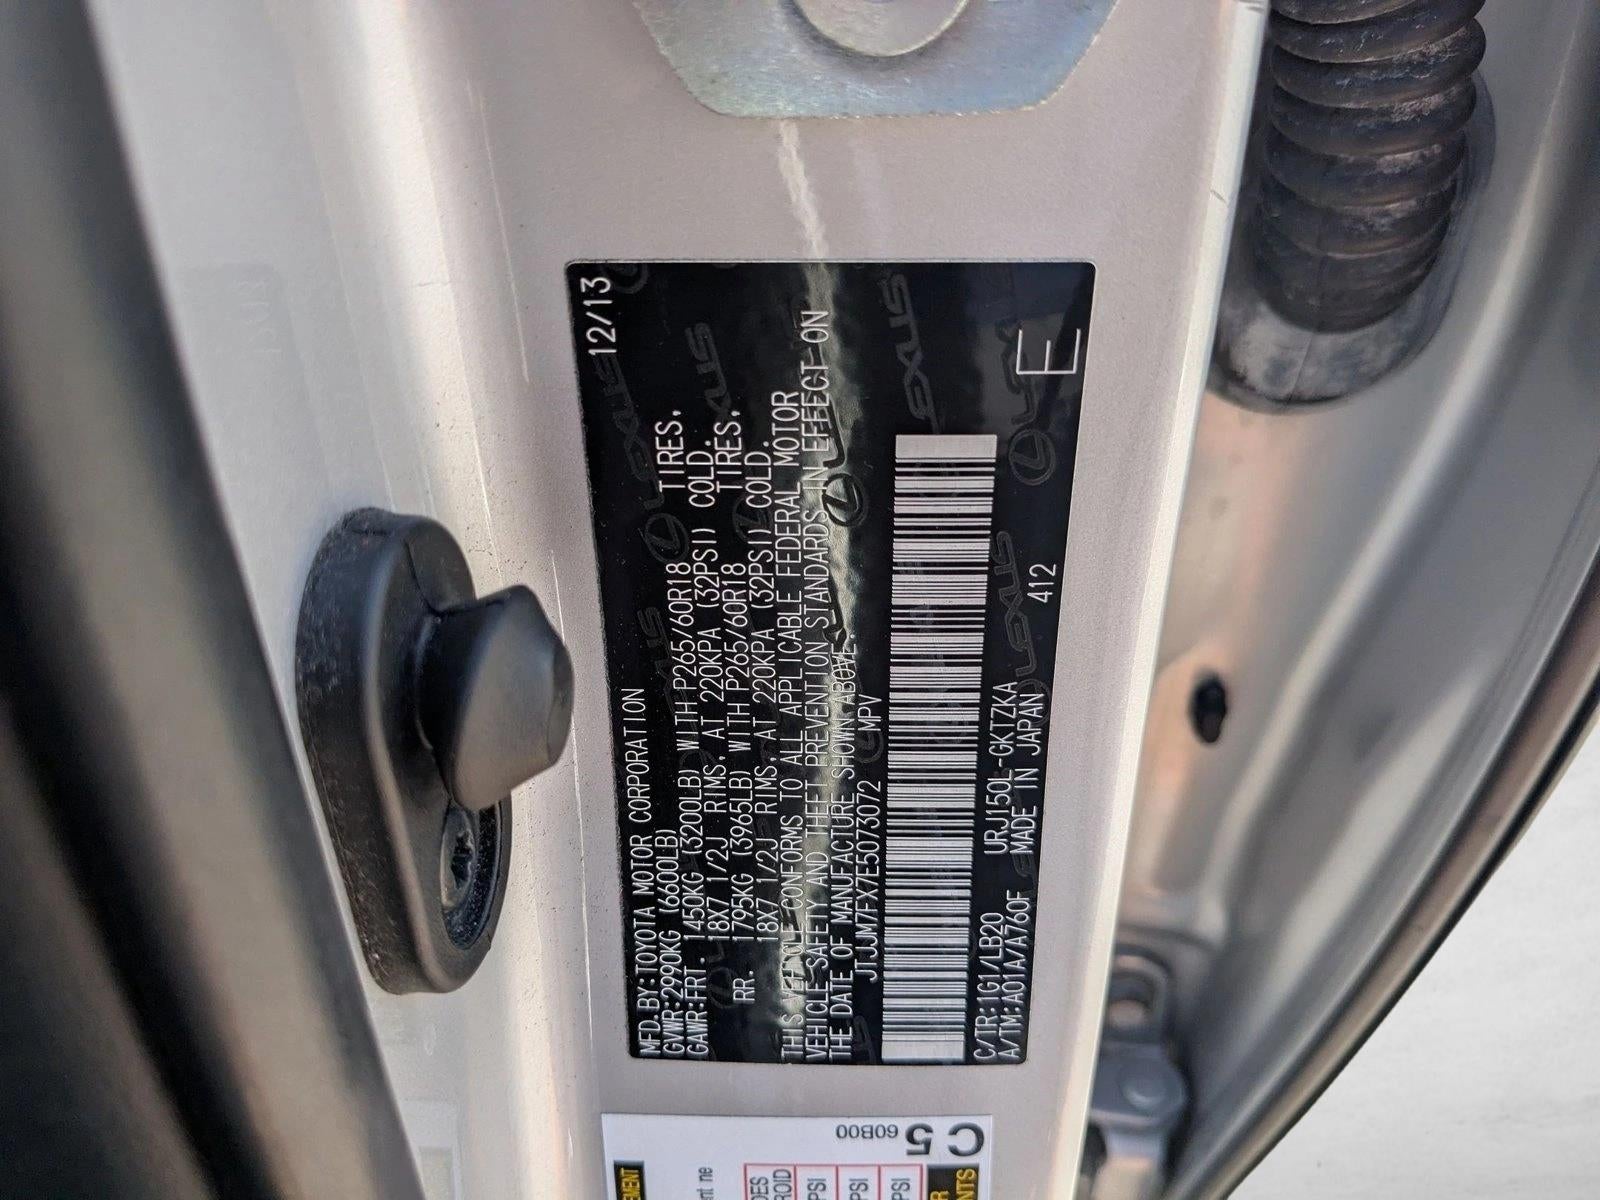 MFD.BY:TOYOTA MOTOR CORPORATION 12/13
GVWR:2990KG (6600LB)
GAWR:FRT. 1450KG (3200LB) WITH P265/60R18 TIRES.
18X7 1/2J RIMS, AT 220KPA (32PSI) COLD.
RR. 1795KG (3965LB) WITH P265/60R18 TIRES.
18X7 1/2J RIMS, AT 220KPA (32PSI) COLD.
THIS VEHICLE CONFORMS TO ALL APPLICABLE FEDERAL MOTOR
VEHICLE SAFETY AND THEFT PREVENTION STANDARDS IN EFFECT ON
THE DATE OF MANUFACTURE SHOWN ABOVE.
JTJJM7FX7E5073072 MPV
C/TR:1G1/LB20 URJ150L-GKTZKA
A/TM:A01A/A760F MADE IN JAPAN 412 E
LEXUS
C5
60B00